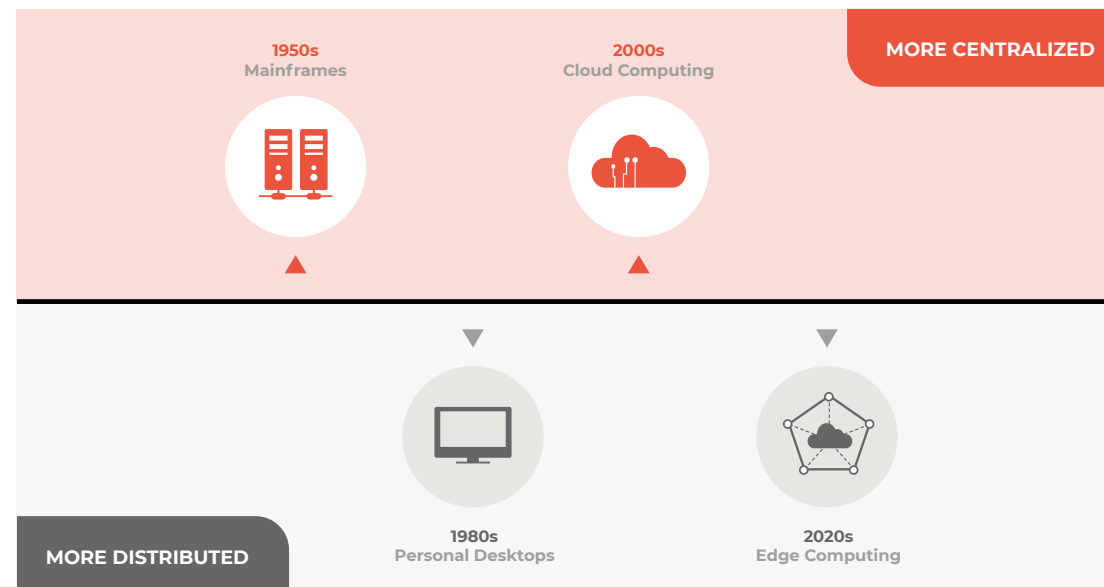 1950s
Mainframes
2000s
Cloud Computing
MORE CENTRALIZED
1980s
Personal Desktops
2020s
Edge Computing
MORE DISTRIBUTED